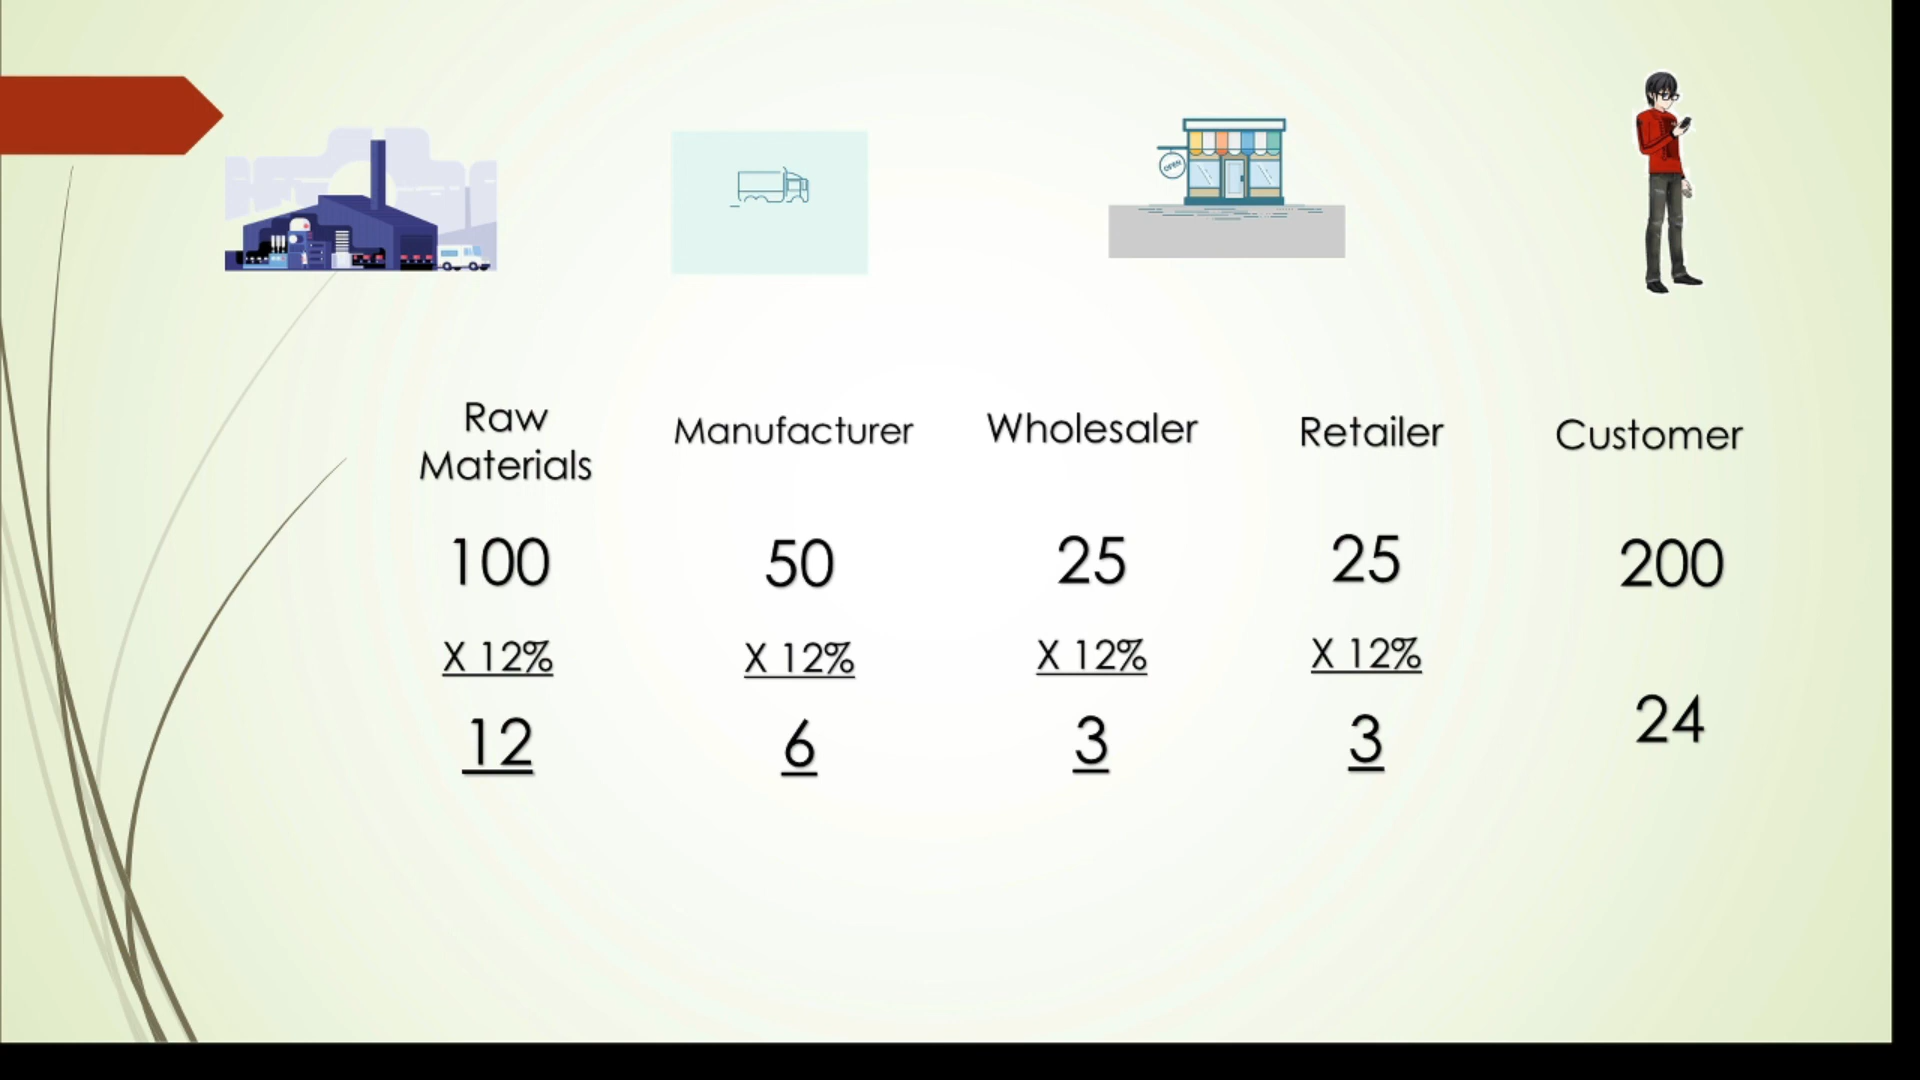 OPEN
Raw
Materials
Manufacturer
Wholesaler
Retailer
Customer
100
50
25
25
200
X 12%
X 12%
X 12%
X 12%
12
6
3
3
24